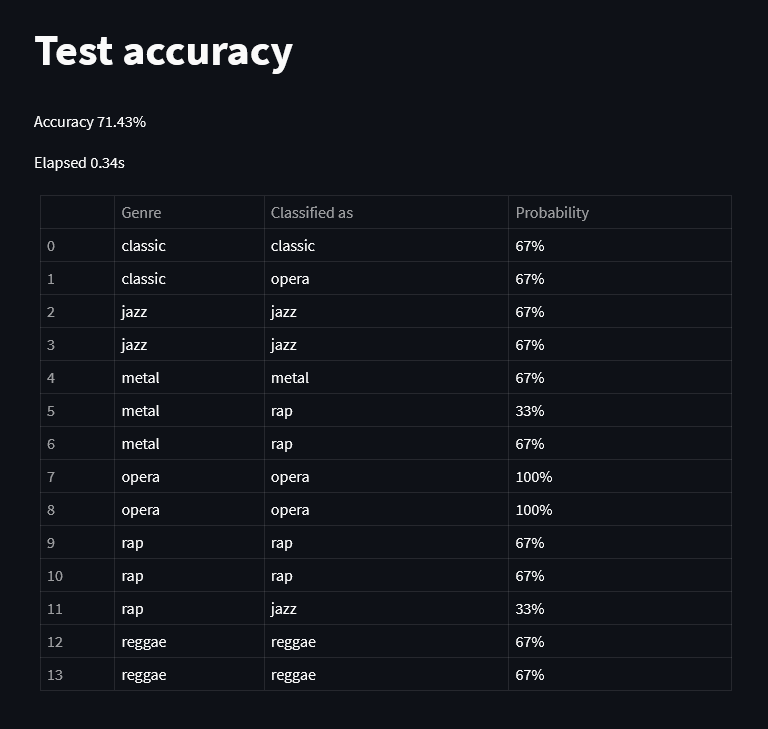 Test accuracy
Accuracy 71.43%
Elapsed 0.34s
Genre Classified as Probability
0 classic classic 67%
1 classic opera 67%
2 jazz jazz 67%
3 jazz jazz 67%
4 metal metal 67%
5 metal rap 33%
6 metal rap 67%
7 opera opera 100%
8 opera opera 100%
9 rap rap 67%
10 rap rap 67%
11 rap jazz 33%
12 reggae reggae 67%
13 reggae reggae 67%